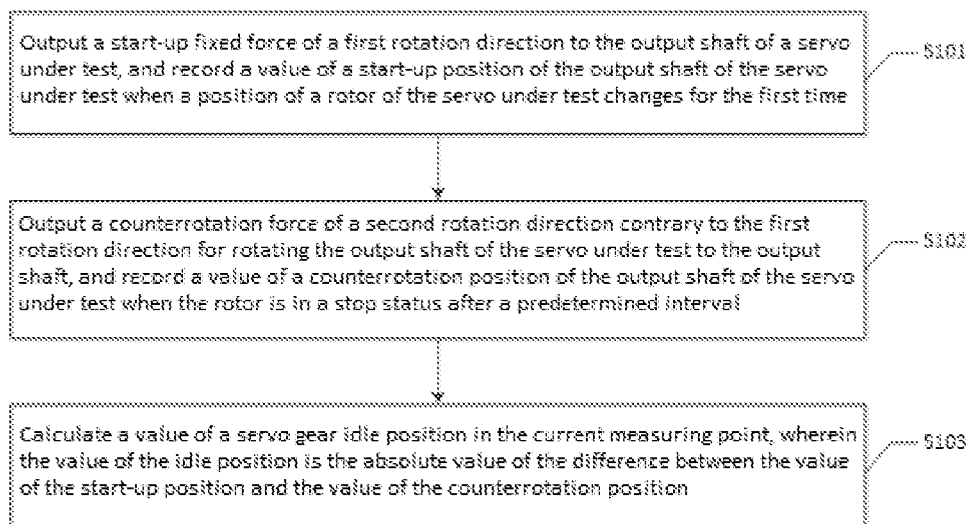 Output a start-up fixed force of a first rotation direction to the output shaft of a servo
under test, and record a value of a start-up position of the output shaft of the servo
under test when a position of a rotor of the servo under test changes for the first time
S101
Output a counterrotation force of a second rotation direction contrary to the first
rotation direction for rotating the output shaft of the servo under test to the output
shaft, and record a value of a counterrotation position of the output shaft of the servo
under test when the rotor is in a stop status after a predetermined interval
S102
Calculate a value of a servo gear idle position in the current measuring point, wherein
the value of the idle position is the absolute value of the difference between the value
of the start-up position and the value of the counterrotation position
S103